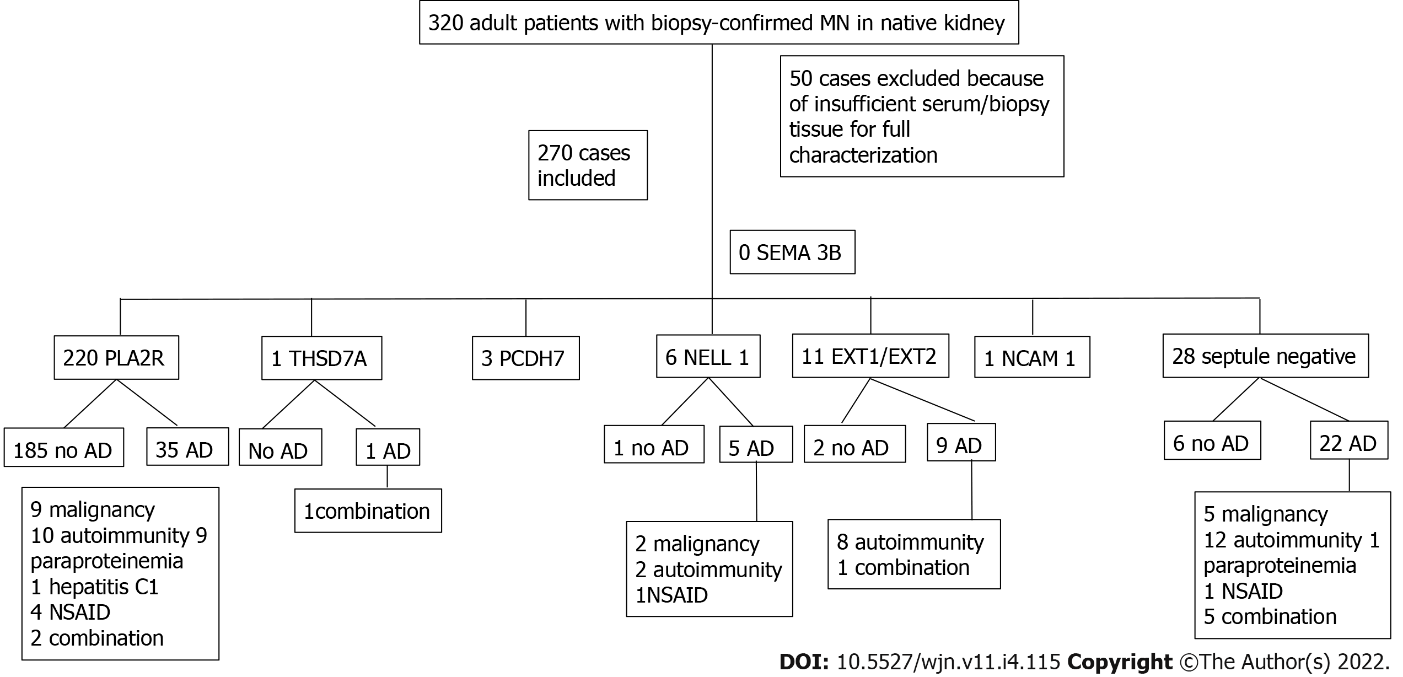 320 adult patients with biopsy-confirmed MN in native kidney
50 cases excluded because
of insufficient serum/biopsy
tissue for full
characterization
270 cases
included
0 SEMA 3B
220 PLA2R
1 THSD7A
3 PCDH7
6 NELL 1
11 EXT1/EXT2
1 NCAM 1
28 septule negative
185 no AD
35 AD
No AD
1 AD
1 no AD
5 AD
2 no AD
9 AD
6 no AD
22 AD
9 malignancy
10 autoimmunity 9
paraproteinemia
1 hepatitis C1
4 NSAID
2 combination
1combination
2 malignancy
2 autoimmunity
1NSAID
8 autoimmunity
1 combination
5 malignancy
12 autoimmunity 1
paraproteinemia
1 NSAID
5 combination
DOI: 10.5527/wjn.v11.i4.115 Copyright ©The Author(s) 2022.